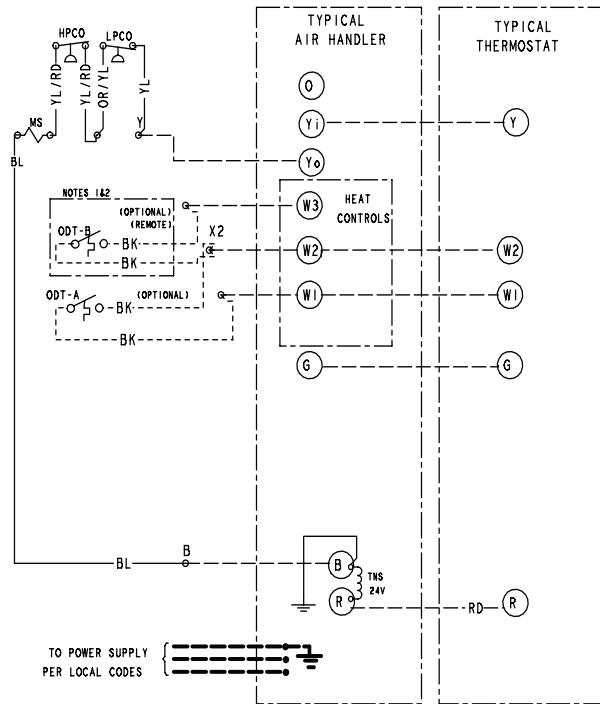 TYPICAL
AIR HANDLER
TYPICAL
THERMOSTAT
HPCO
LPCO
YL/RD
YL/RD
OR/YL
YL
MS
Y
BL
O
Yi
Y
Yo
NOTES 1&2
HEAT
CONTROLS
(OPTIONAL)
(REMOTE)
W3
X2
ODT-B
BK
BK
W2
W2
ODT-A
(OPTIONAL)
BK
W1
W1
BK
G
G
BL
B
B
TNS
24V
R
RD
R
TO POWER SUPPLY
PER LOCAL CODES